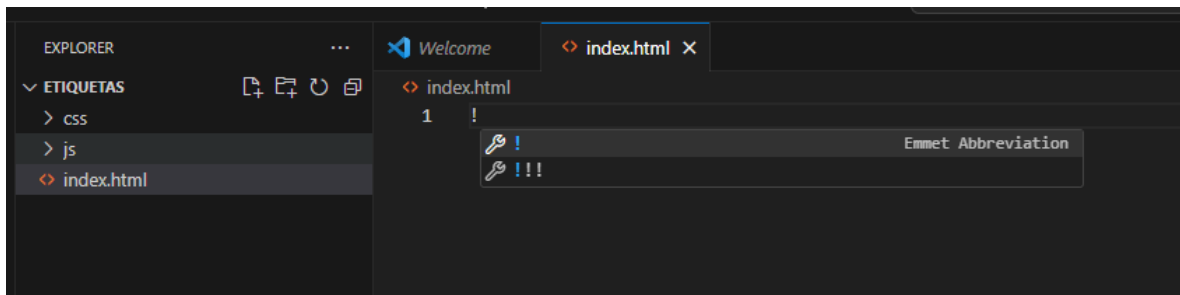 EXPLORER ···
Welcome index.html
ETIQUETAS
index.html
css
1 !
js
! Emmet Abbreviation
!!!
index.html